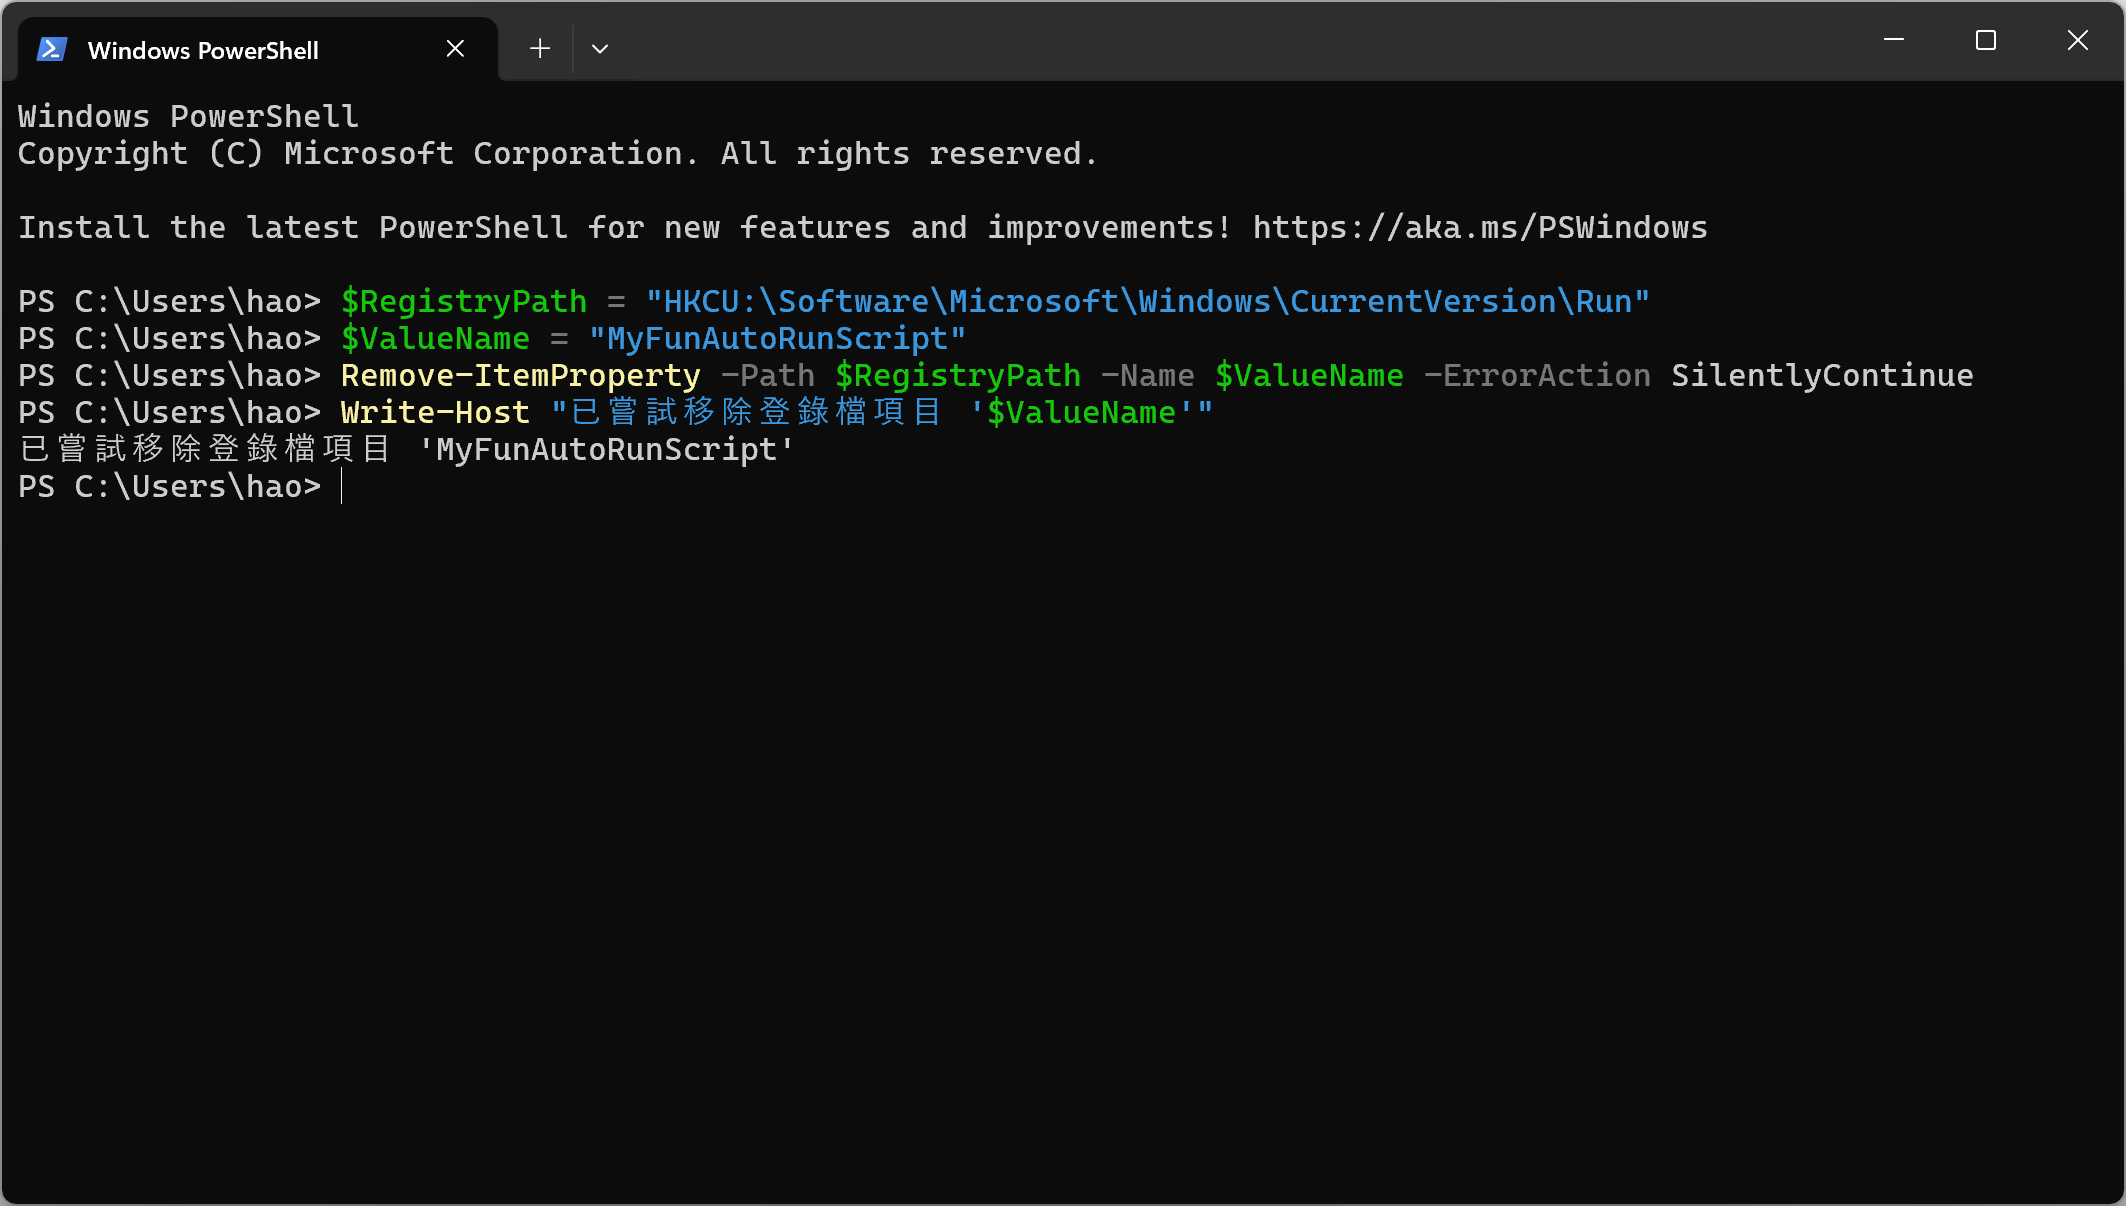 Windows PowerShell
Windows PowerShell
Copyright (C) Microsoft Corporation. All rights reserved.
Install the latest PowerShell for new features and improvements! https://aka.ms/PSWindows
PS C:\Users\hao> $RegistryPath = "HKCU:\Software\Microsoft\Windows\CurrentVersion\Run"
PS C:\Users\hao> $ValueName = "MyFunAutoRunScript"
PS C:\Users\hao> Remove-ItemProperty -Path $RegistryPath -Name $ValueName -ErrorAction SilentlyContinue
PS C:\Users\hao> Write-Host "已嘗試移除登錄檔項目 '$ValueName'"
已嘗試移除登錄檔項目 'MyFunAutoRunScript'
PS C:\Users\hao>